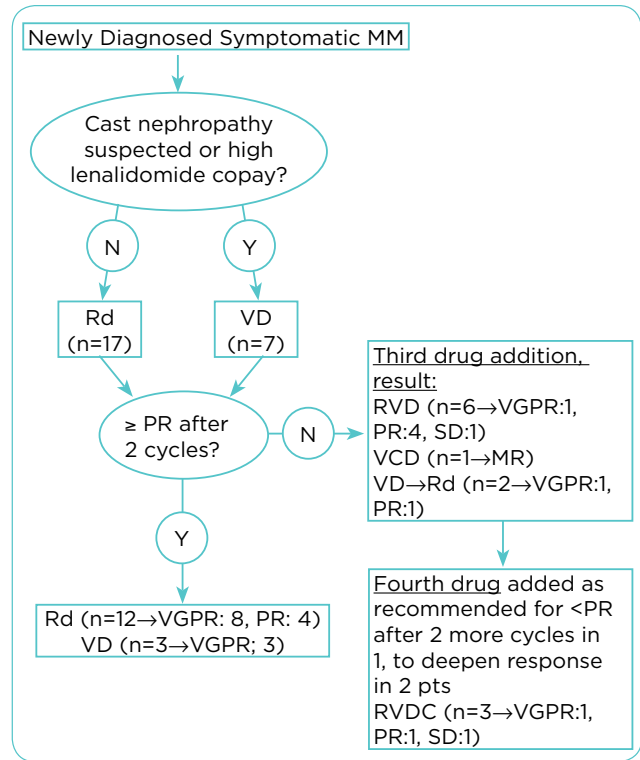 Newly Diagnosed Symptomatic MM
Cast nephropathy
suspected or high
lenalidomide copay?
N
Y
Rd
(n=17)
VD
(n=7)
≥ PR after
2 cycles?
N
Third drug addition,
result:
RVD (n=6→VGPR:1,
PR:4, SD:1)
VCD (n=1→MR)
VD→Rd (n=2→VGPR:1,
PR:1)
Y
Rd (n=12→VGPR: 8, PR: 4)
VD (n=3→VGPR; 3)
Fourth drug added as
recommended for <PR
after 2 more cycles in
1, to deepen response
in 2 pts
RVDC (n=3→VGPR:1,
PR:1, SD:1)